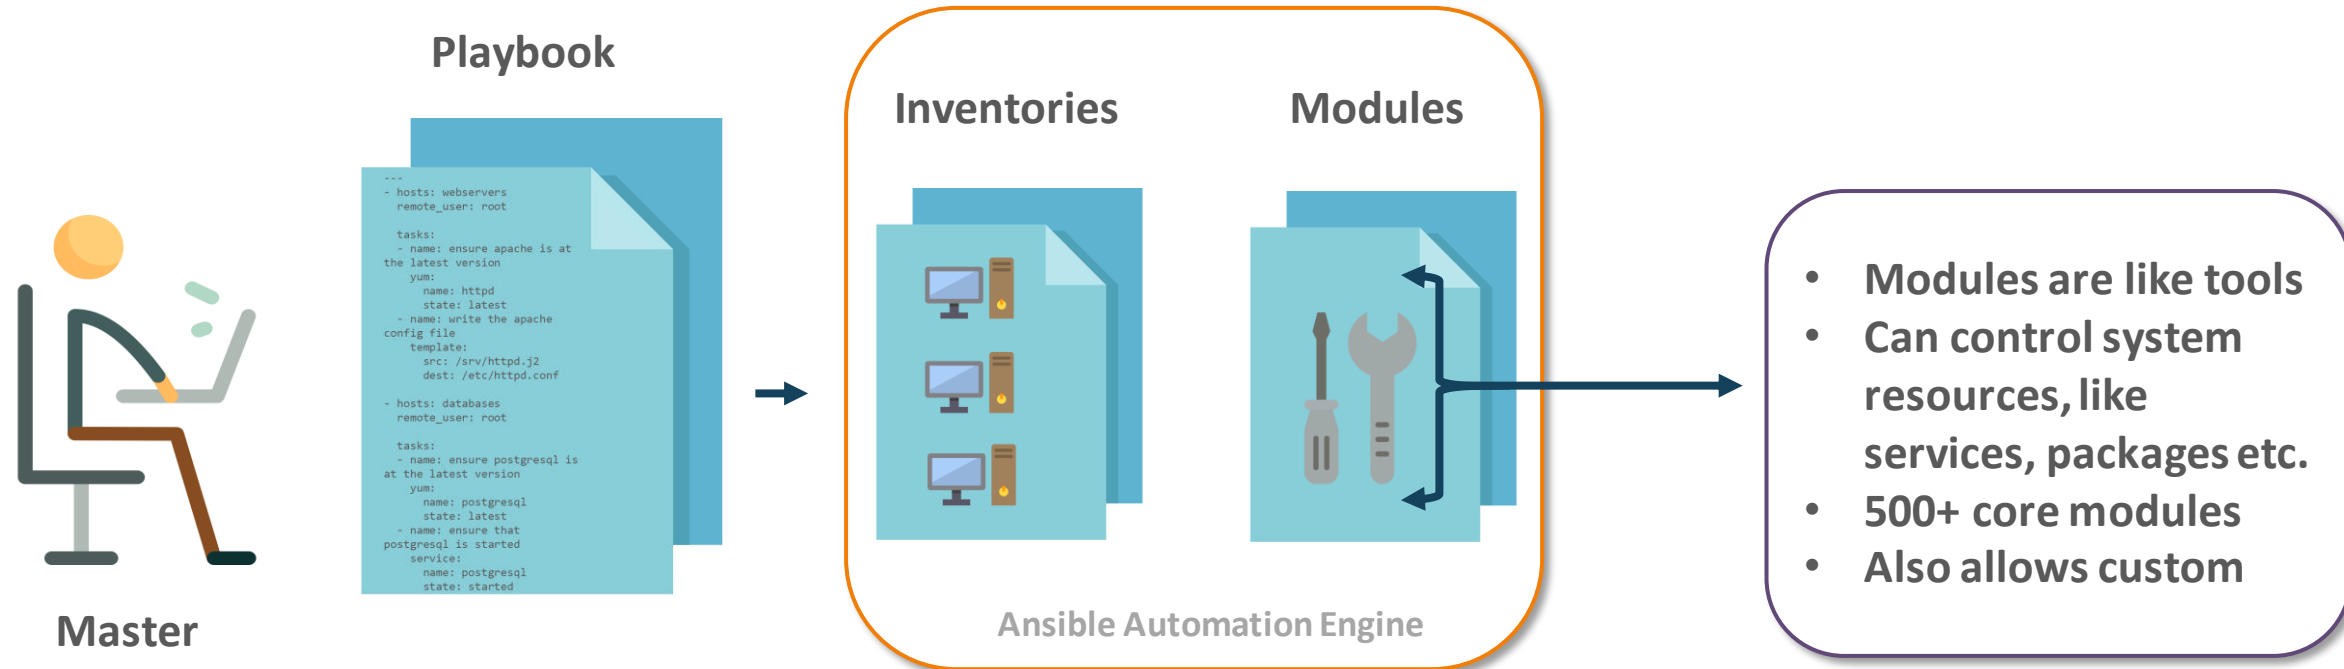 Playbook
---
- hosts: webservers
  remote_user: root
  tasks:
  - name: ensure apache is at
the latest version
    yum:
      name: httpd
      state: latest
  - name: write the apache
config file
    template:
      src: /srv/httpd.j2
      dest: /etc/httpd.conf
- hosts: databases
  remote_user: root
  tasks:
  - name: ensure postgresql is
at the latest version
    yum:
      name: postgresql
      state: latest
  - name: ensure that
postgresql is started
    service:
      name: postgresql
      state: started
Master
Inventories
Modules
Ansible Automation Engine
• Modules are like tools
• Can control system
resources, like
services, packages etc.
• 500+ core modules
• Also allows custom